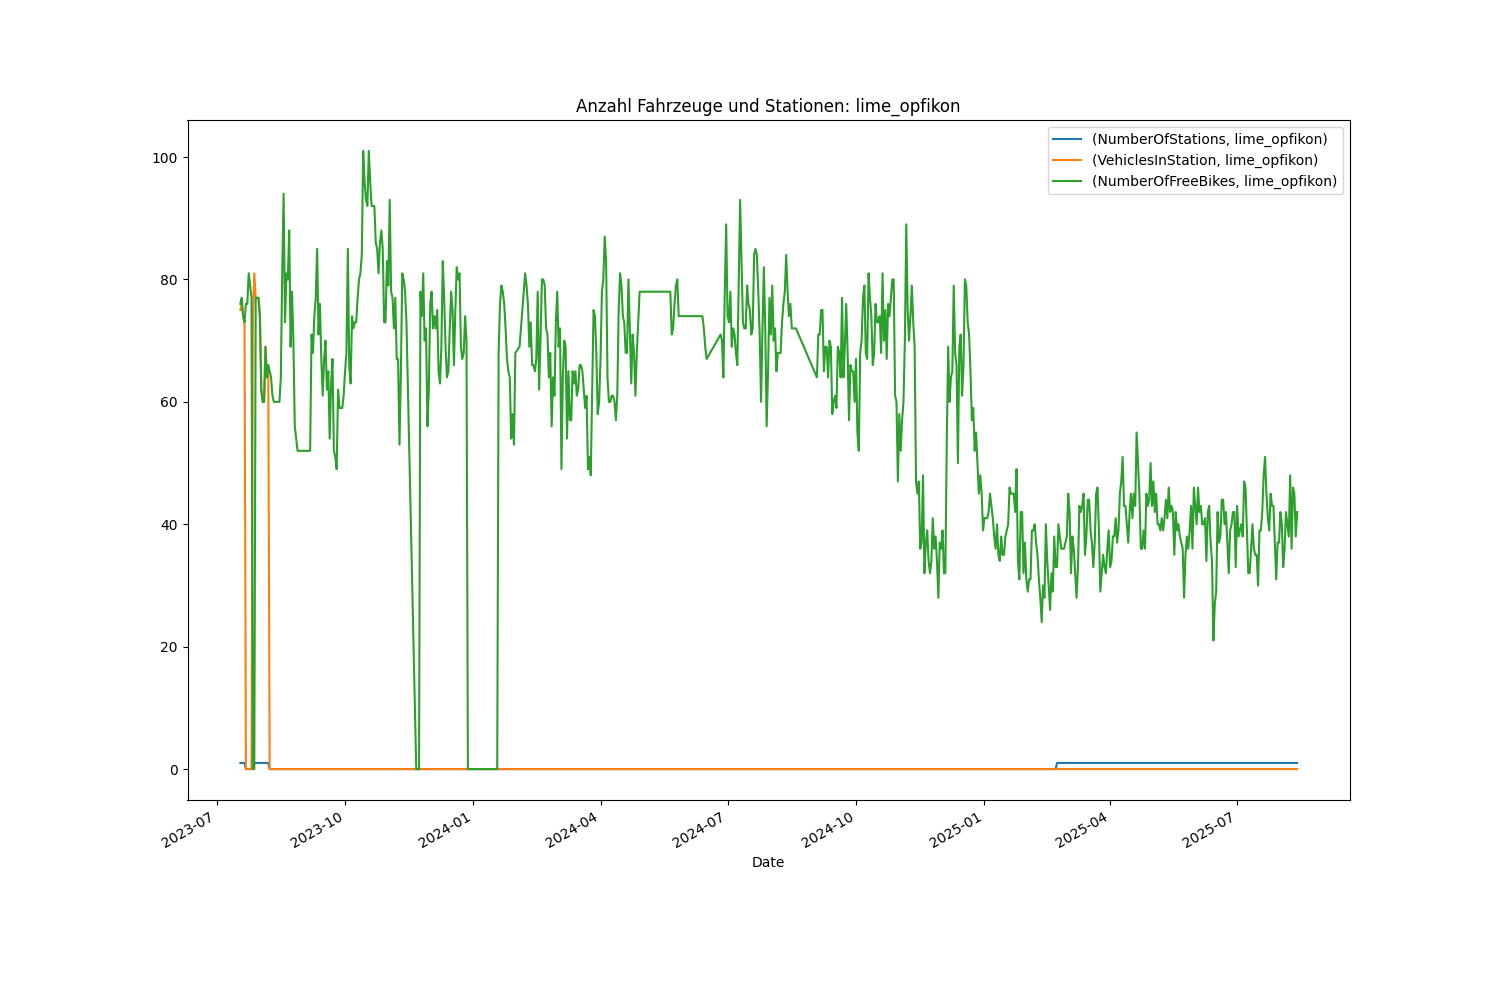 Anzahl Fahrzeuge und Stationen: lime_opfikon
(NumberOfStations, lime_opfikon)
(VehiclesInStation, lime_opfikon)
(NumberOfFreeBikes, lime_opfikon)
100
80
60
40
20
0
2023-07 2023-10 2024-01 2024-04 2024-07 2024-10 2025-01 2025-04 2025-07
Date